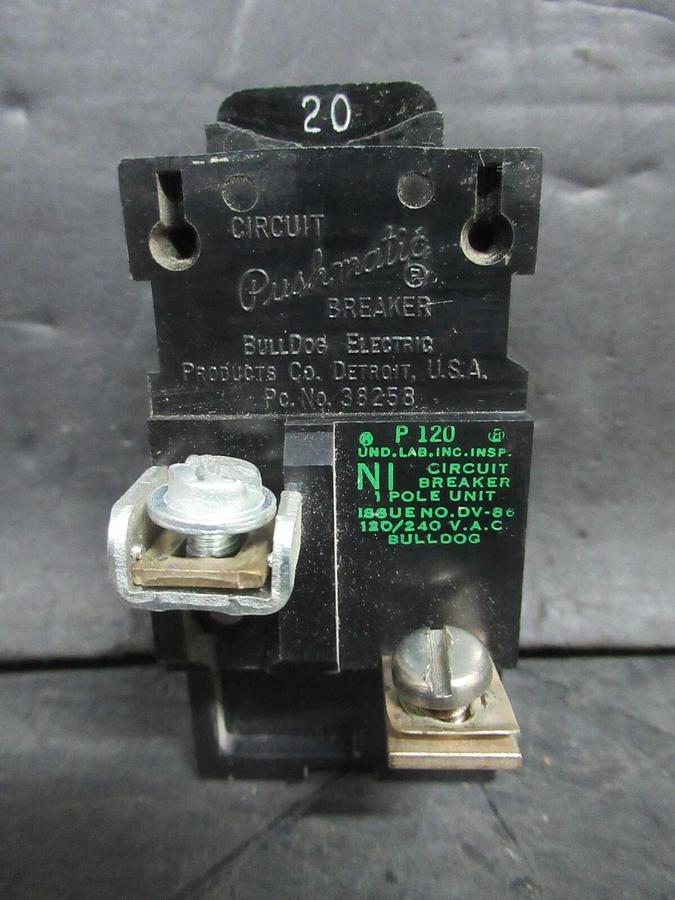 20
CIRCUIT
Pushmatic ®
BREAKER
BULLDOG ELECTRIC
PRODUCTS CO. DETROIT, U.S.A.
PC. NO. 38258
P 120
UND. LAB. INC. INSP.
NI CIRCUIT
BREAKER
1 POLE UNIT
ISSUE NO. DV-86
120/240 V.A.C.
BULLDOG